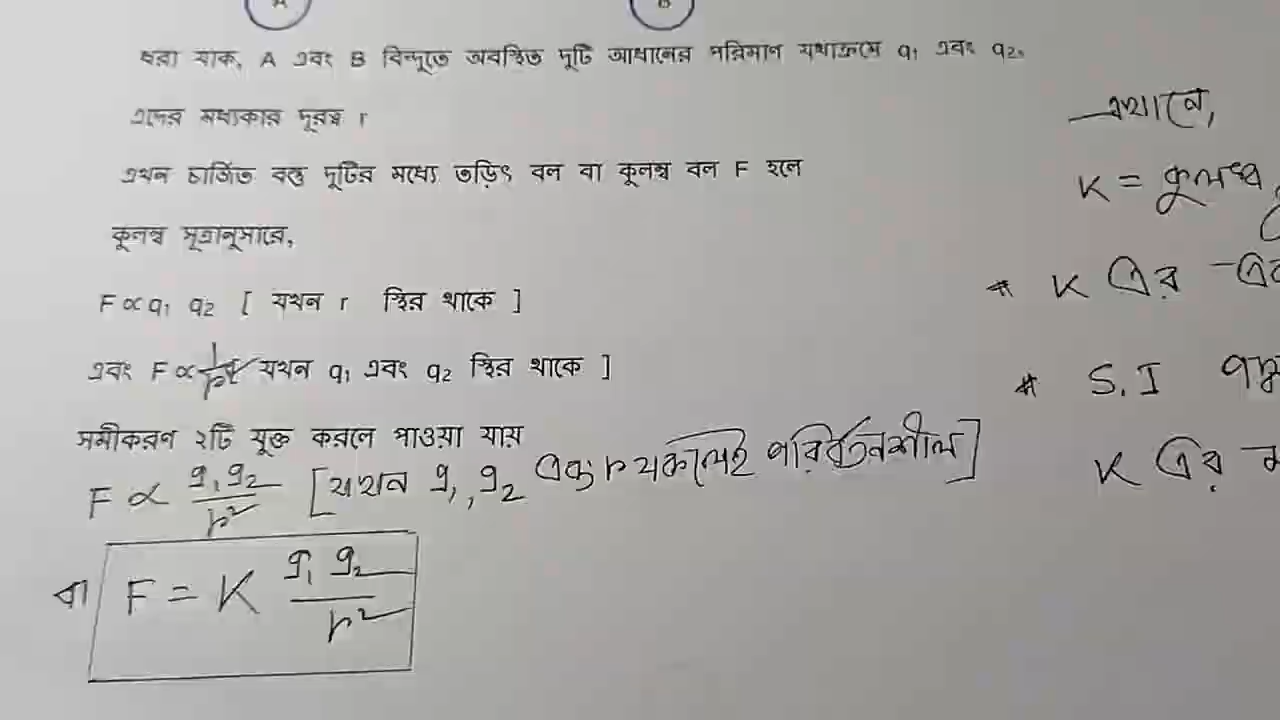 A B
ধরা যাক, A এবং B বিন্দুতে অবস্থিত দুটি আধানের পরিমাণ যথাক্রমে q₁ এবং q₂,
এদের মধ্যকার দূরত্ব r
এখন চার্জিত বস্তু দুটির মধ্যে তড়িৎ বল বা কুলম্ব বল F হলে
কুলম্ব সূত্রানুসারে,
F ∝ q₁ q₂ [ যখন r স্থির থাকে ]
এবং F ∝ 1/r² যখন q₁ এবং q₂ স্থির থাকে ]
সমীকরণ ২টি যুক্ত করলে পাওয়া যায়
F ∝ q₁q₂/r² [যখন q₁, q₂ এবং r সকলেই পরিবর্তনশীল]
বা F = K q₁ q₂/r²
এখানে,
K = কুলম্ব
* K এর
* S.I
K এর